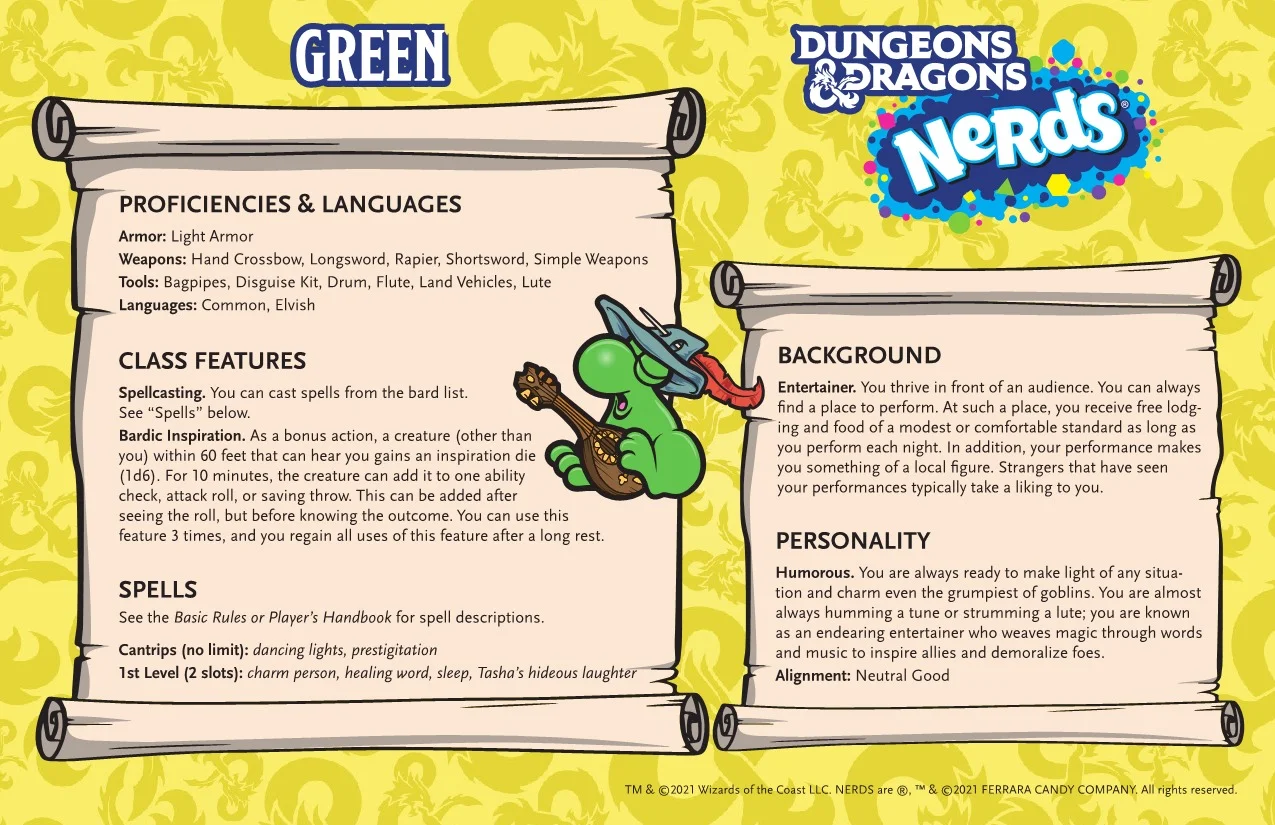 GREEN
PROFICIENCIES & LANGUAGES
Armor: Light Armor
Weapons: Hand Crossbow, Longsword, Rapier, Shortsword, Simple Weapons
Tools: Bagpipes, Disguise Kit, Drum, Flute, Land Vehicles, Lute
Languages: Common, Elvish
CLASS FEATURES
Spellcasting. You can cast spells from the bard list.
See “Spells” below.
Bardic Inspiration. As a bonus action, a creature (other than
you) within 60 feet that can hear you gains an inspiration die
(1d6). For 10 minutes, the creature can add it to one ability
check, attack roll, or saving throw. This can be added after
seeing the roll, but before knowing the outcome. You can use this
feature 3 times, and you regain all uses of this feature after a long rest.
SPELLS
See the Basic Rules or Player’s Handbook for spell descriptions.
Cantrips (no limit): dancing lights, prestigitation
1st Level (2 slots): charm person, healing word, sleep, Tasha’s hideous laughter
DUNGEONS
& DRAGONS
NeRdS®
BACKGROUND
Entertainer. You thrive in front of an audience. You can always
find a place to perform. At such a place, you receive free lodg-
ing and food of a modest or comfortable standard as long as
you perform each night. In addition, your performance makes
you something of a local figure. Strangers that have seen
your performances typically take a liking to you.
PERSONALITY
Humorous. You are always ready to make light of any situa-
tion and charm even the grumpiest of goblins. You are almost
always humming a tune or strumming a lute; you are known
as an endearing entertainer who weaves magic through words
and music to inspire allies and demoralize foes.
Alignment: Neutral Good
TM & ©2021 Wizards of the Coast LLC. NERDS are ®, ™ & ©2021 FERRARA CANDY COMPANY. All rights reserved.